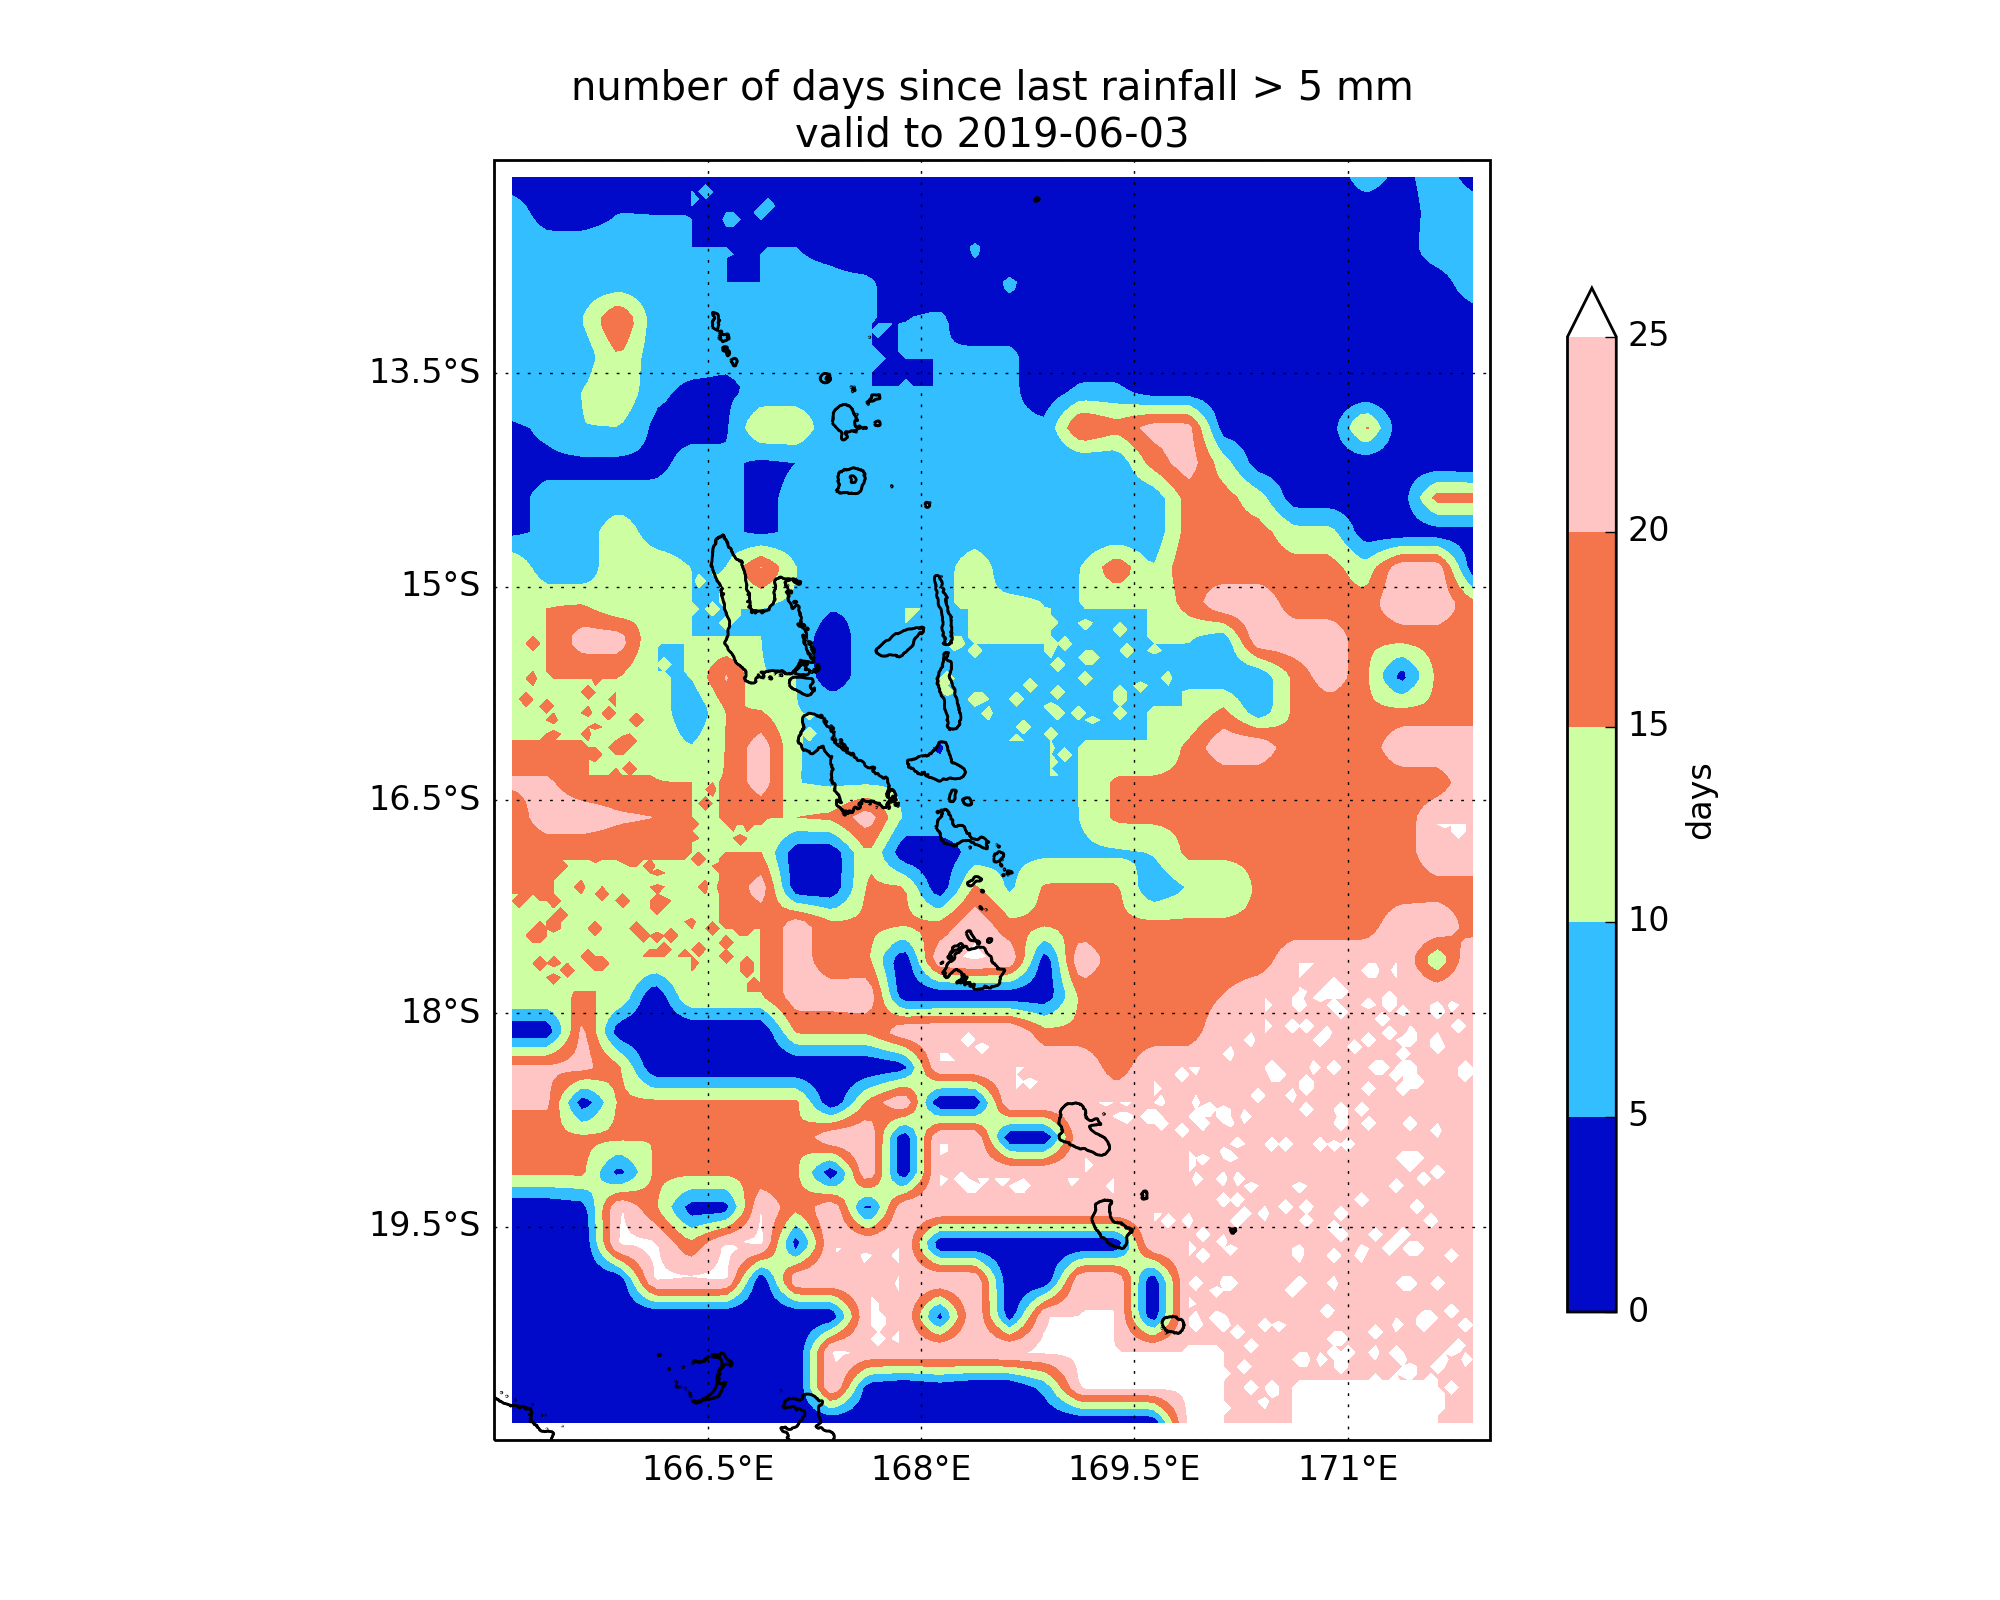 number of days since last rainfall > 5 mm
valid to 2019-06-03
13.5°S
15°S
16.5°S
18°S
19.5°S
166.5°E
168°E
169.5°E
171°E
25
20
15
10
5
0
days